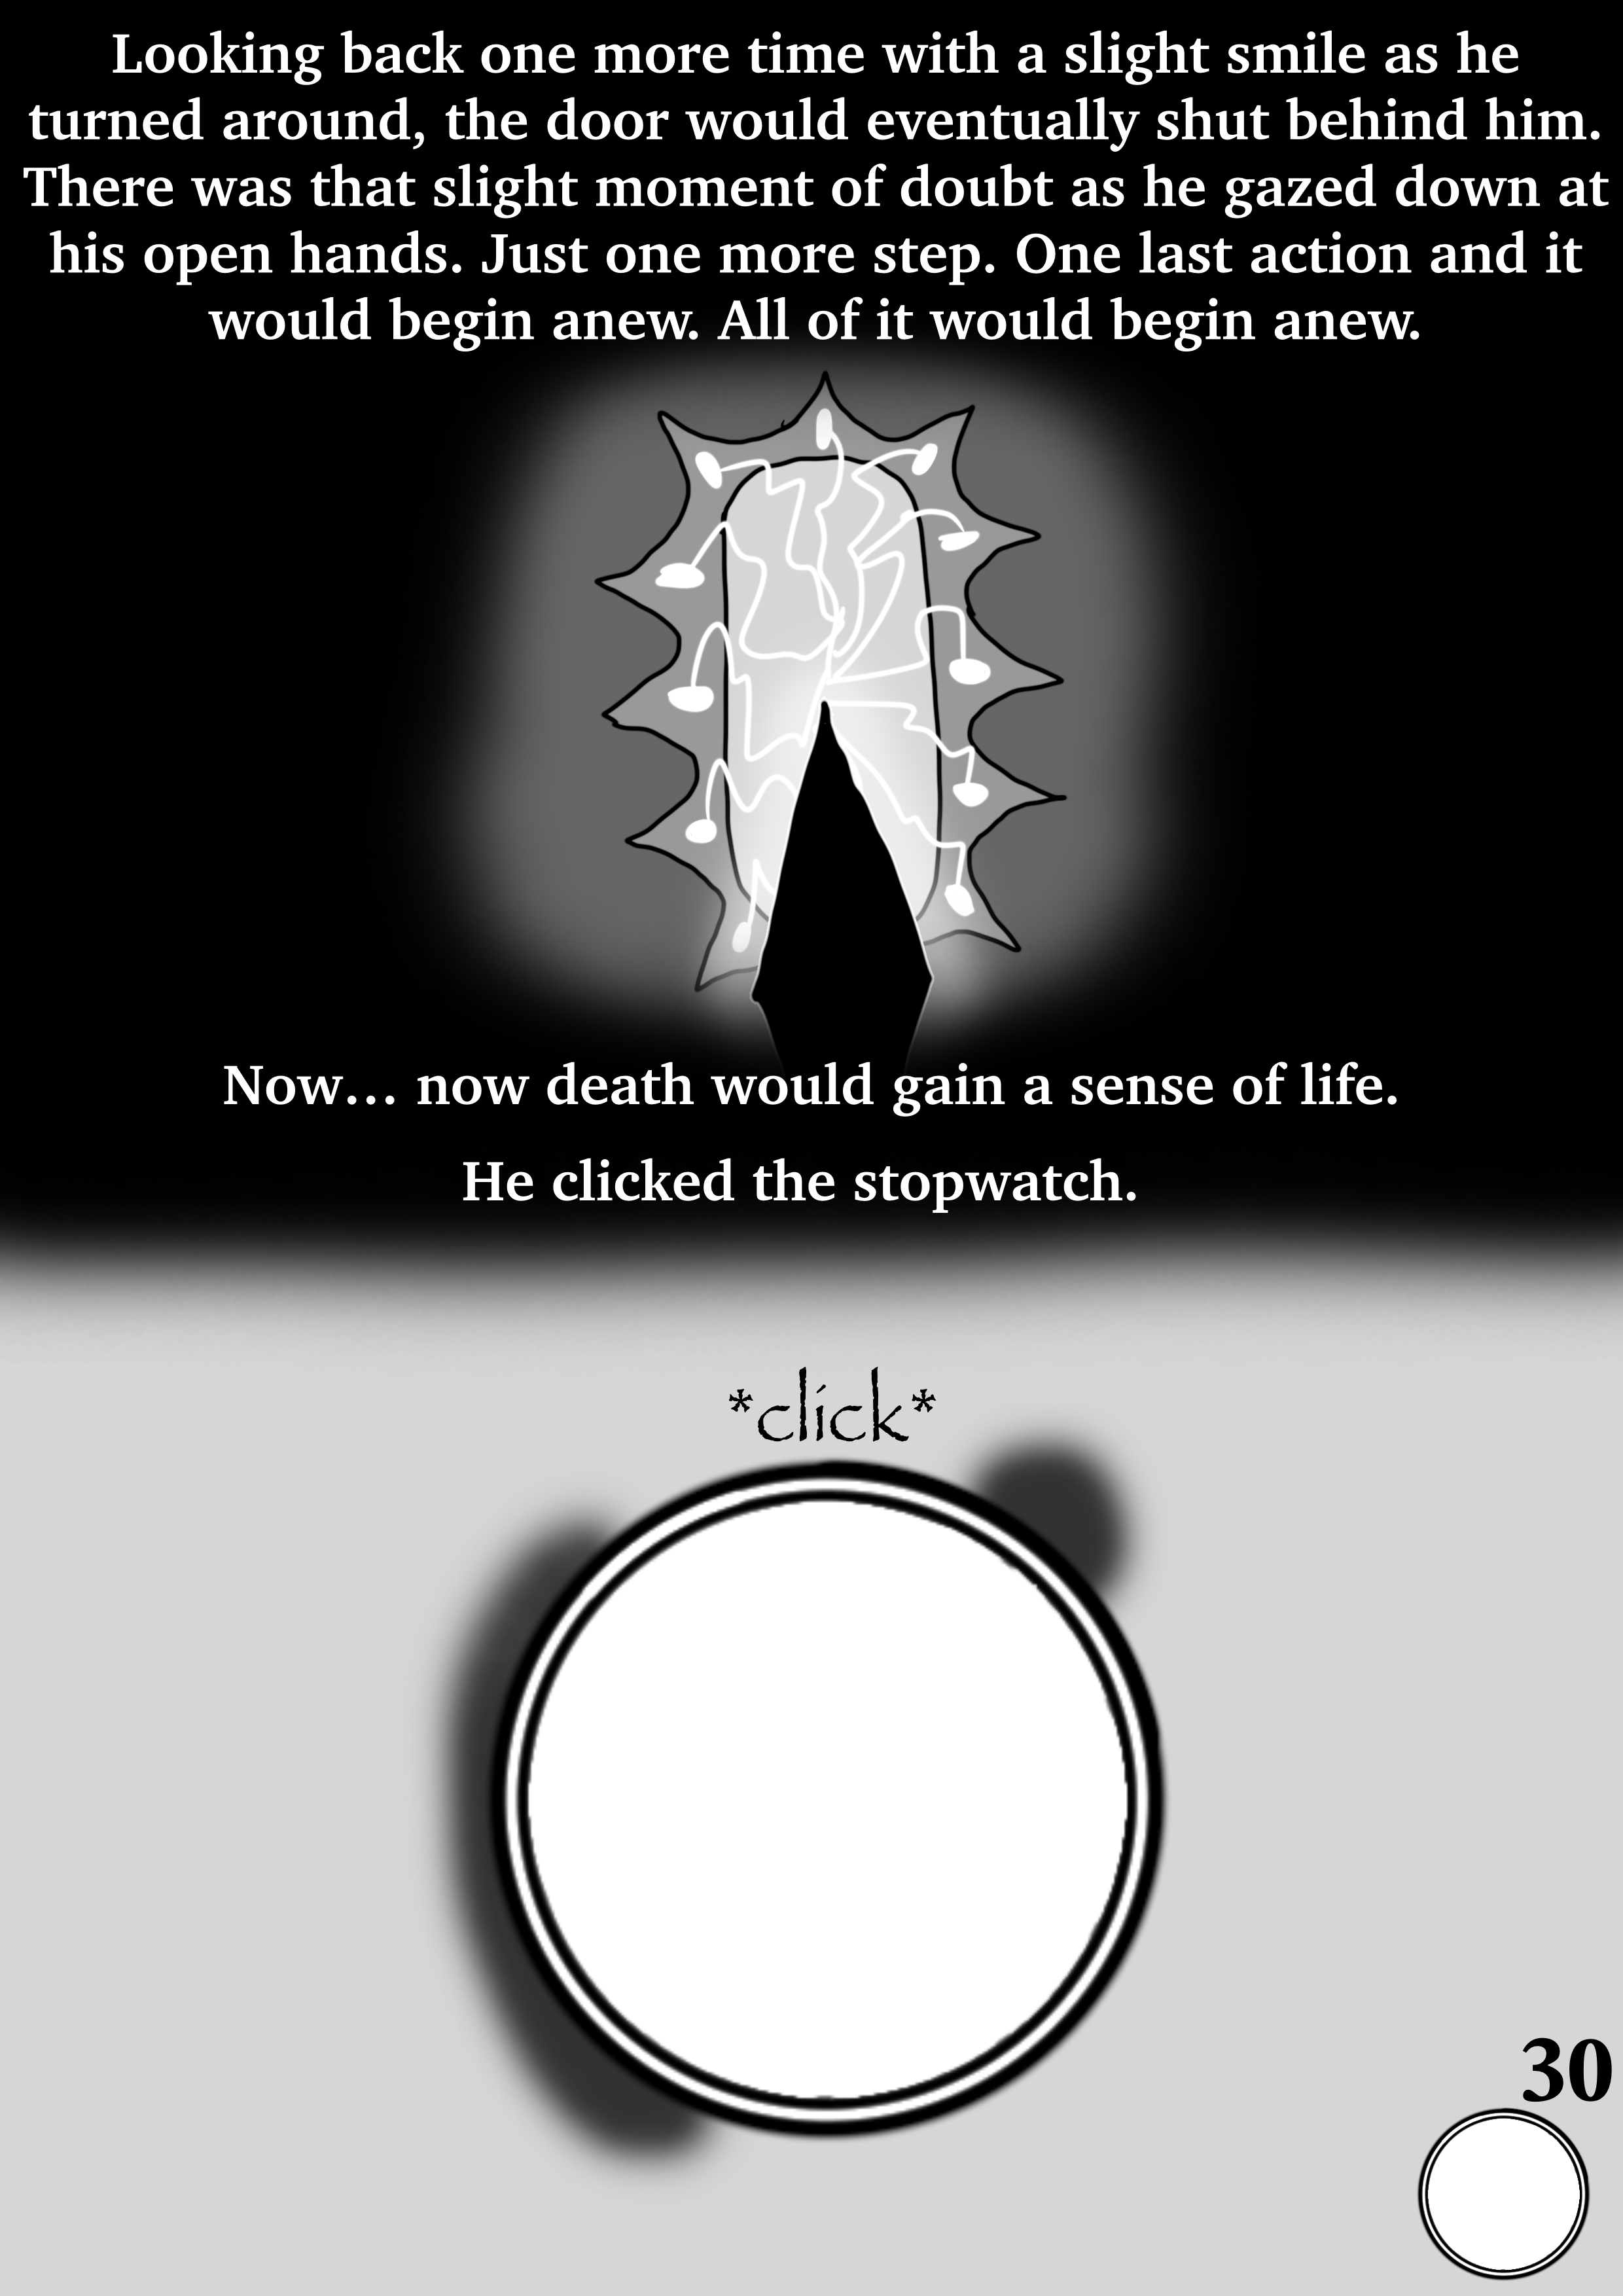 Looking back one more time with a slight smile as he
turned around, the door would eventually shut behind him.
There was that slight moment of doubt as he gazed down at
his open hands. Just one more step. One last action and it
would begin anew. All of it would begin anew.
Now... now death would gain a sense of life.
He clicked the stopwatch.
*click*
30